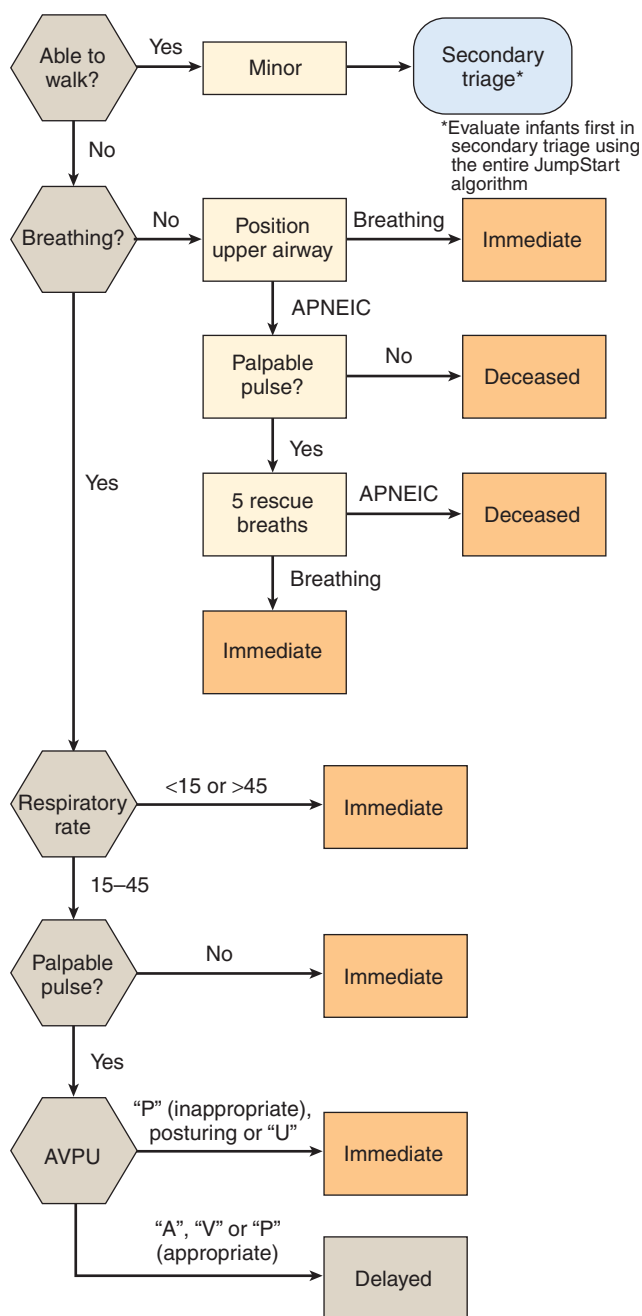 Able to
walk?
Yes
Minor
Secondary
triage*
*Evaluate infants first in
secondary triage using
the entire JumpStart
algorithm
No
Breathing?
No
Position
upper airway
Breathing
Immediate
APNEIC
Palpable
pulse?
No
Deceased
Yes
Yes
5 rescue
breaths
APNEIC
Deceased
Breathing
Immediate
Respiratory
rate
<15 or >45
Immediate
15–45
Palpable
pulse?
No
Immediate
Yes
AVPU
“P” (inappropriate),
posturing or “U”
Immediate
“A”, “V” or “P”
(appropriate)
Delayed